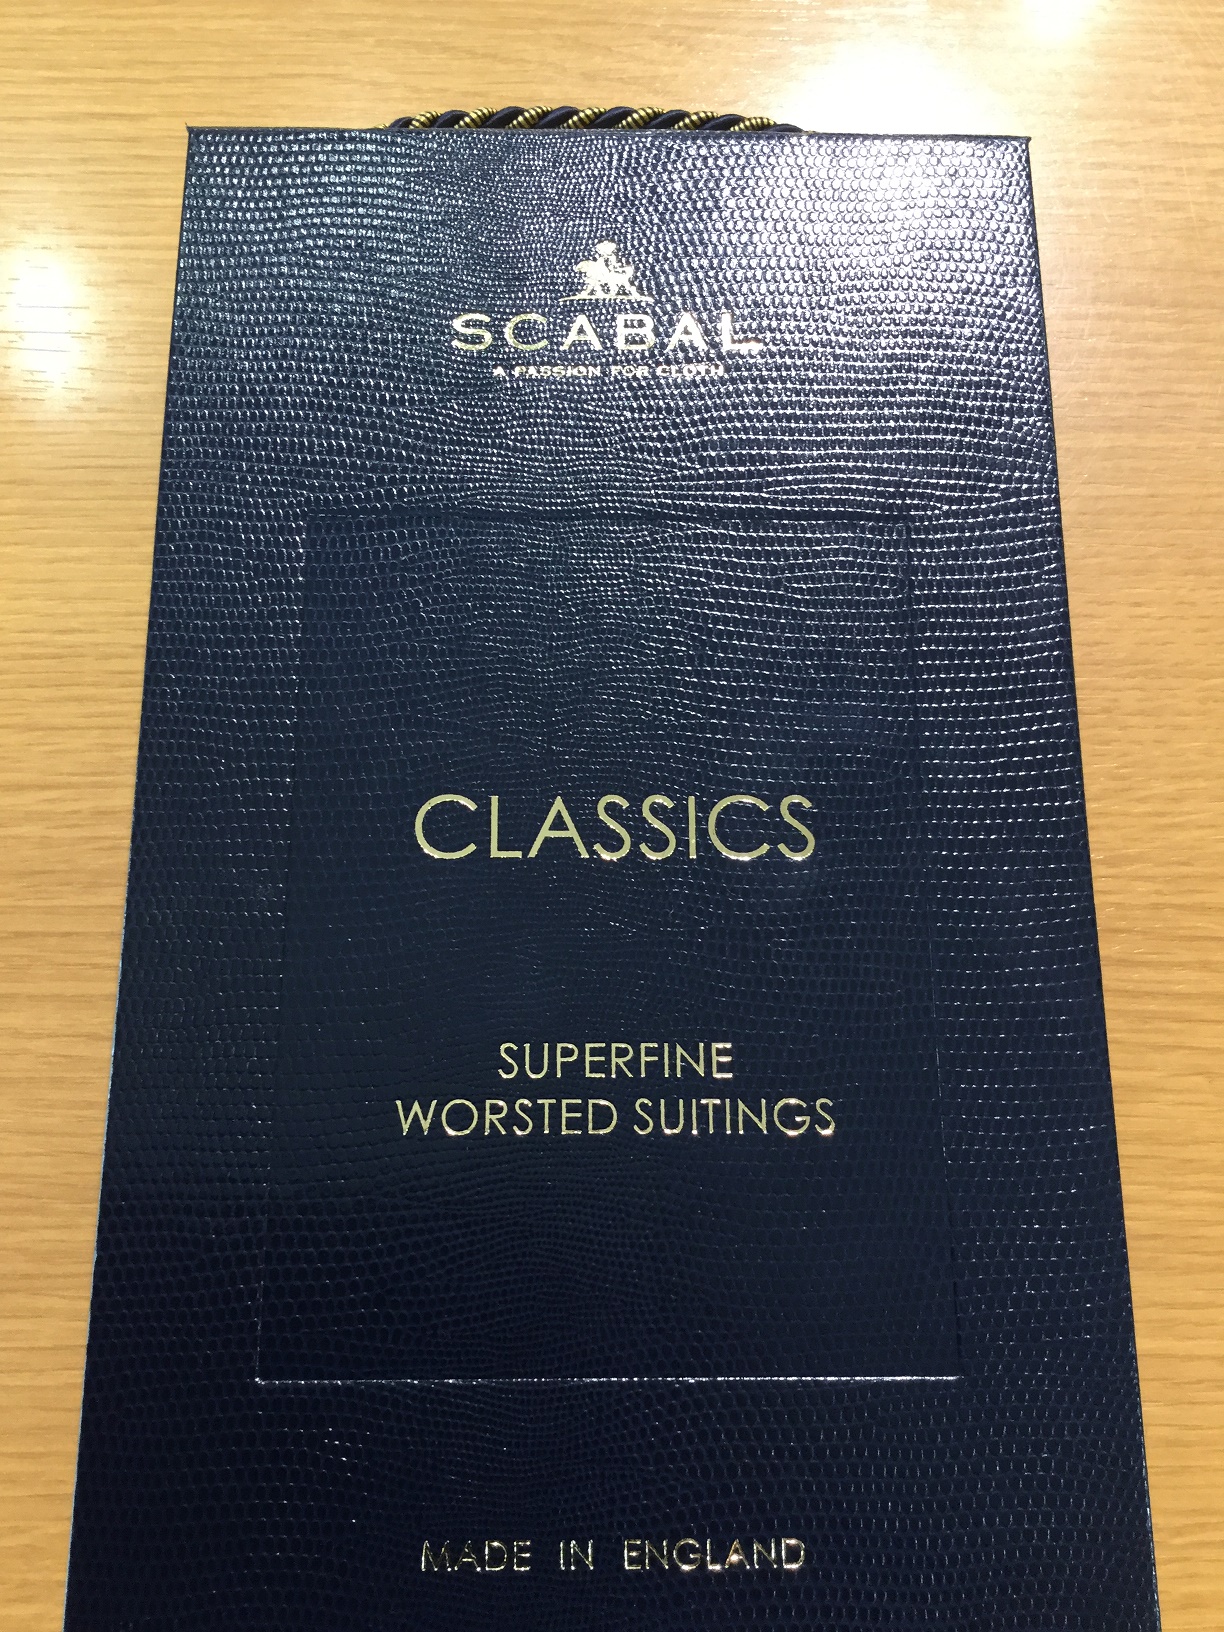 SCABAL
A PASSION FOR CLOTH
CLASSICS
SUPERFINE
WORSTED SUITINGS
MADE IN ENGLAND